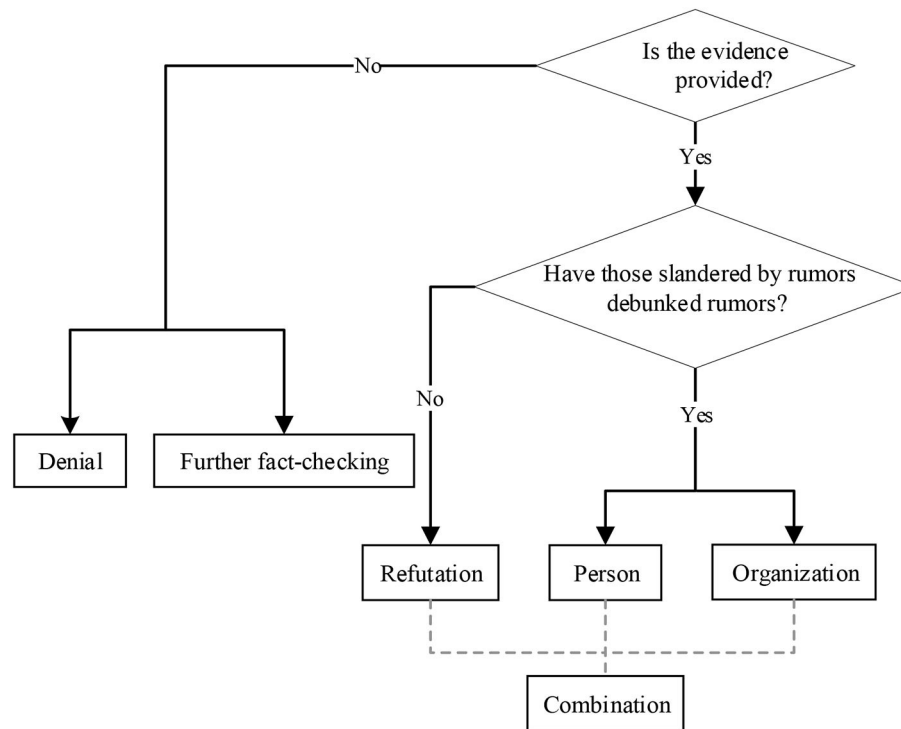 Is the evidence
provided?
No
Yes
Have those slandered by rumors
debunked rumors?
No
Yes
Denial
Further fact-checking
Refutation
Person
Organization
Combination